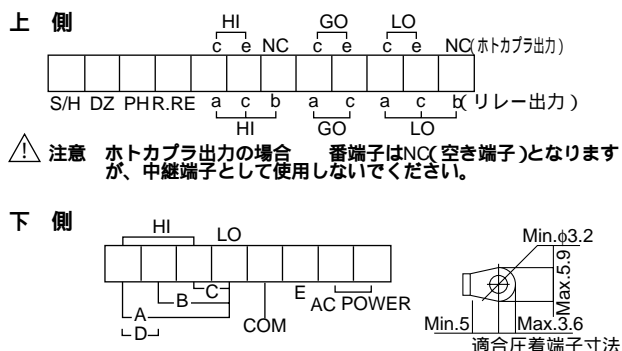 上 側
HI GO LO
c e NC c e c e NC(ホトカプラ出力)
S/H DZ PH R.RE a c b a c a c b(リレー出力)
HI GO LO
注意 ホトカプラ出力の場合 番端子はNC(空き端子)となります
が、中継端子として使用しないでください。
下 側
HI LO
A B C D COM E AC POWER
Min.φ3.2
Max.5.9
Min.5 Max.3.6
適合圧着端子寸法